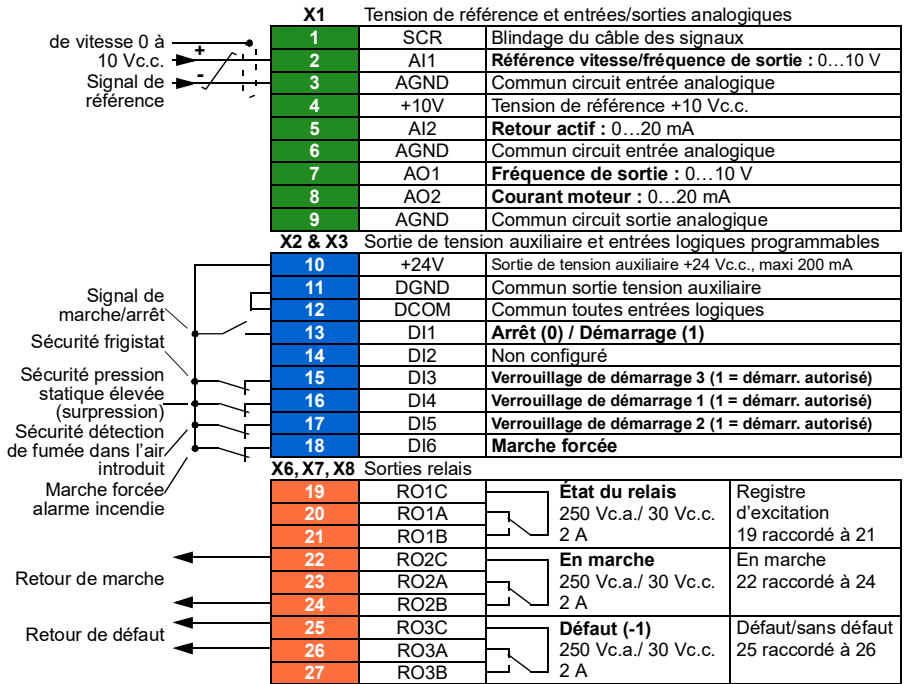 X1 Tension de référence et entrées/sorties analogiques
de vitesse 0 à
10 Vc.c.
+
-
Signal de
référence
1 SCR Blindage du câble des signaux
2 AI1 Référence vitesse/fréquence de sortie : 0…10 V
3 AGND Commun circuit entrée analogique
4 +10V Tension de référence +10 Vc.c.
5 AI2 Retour actif : 0…20 mA
6 AGND Commun circuit entrée analogique
7 AO1 Fréquence de sortie : 0…10 V
8 AO2 Courant moteur : 0…20 mA
9 AGND Commun circuit sortie analogique
X2 & X3 Sortie de tension auxiliaire et entrées logiques programmables
10 +24V Sortie de tension auxiliaire +24 Vc.c., maxi 200 mA
11 DGND Commun sortie tension auxiliaire
12 DCOM Commun toutes entrées logiques
13 DI1 Arrêt (0) / Démarrage (1)
14 DI2 Non configuré
15 DI3 Verrouillage de démarrage 3 (1 = démarr. autorisé)
16 DI4 Verrouillage de démarrage 1 (1 = démarr. autorisé)
17 DI5 Verrouillage de démarrage 2 (1 = démarr. autorisé)
18 DI6 Marche forcée
Signal de
marche/arrêt
Sécurité frigistat
Sécurité pression
statique élevée
(surpression)
Sécurité détection
de fumée dans l'air
introduit
Marche forcée
alarme incendie
X6, X7, X8 Sorties relais
19 RO1C État du relais Registre
20 RO1A 250 Vc.a./ 30 Vc.c. d'excitation
21 RO1B 2 A 19 raccordé à 21
22 RO2C En marche En marche
23 RO2A 250 Vc.a./ 30 Vc.c. 22 raccordé à 24
24 RO2B 2 A
25 RO3C Défaut (-1) Défaut/sans défaut
26 RO3A 250 Vc.a./ 30 Vc.c. 25 raccordé à 26
27 RO3B 2 A
Retour de marche
Retour de défaut